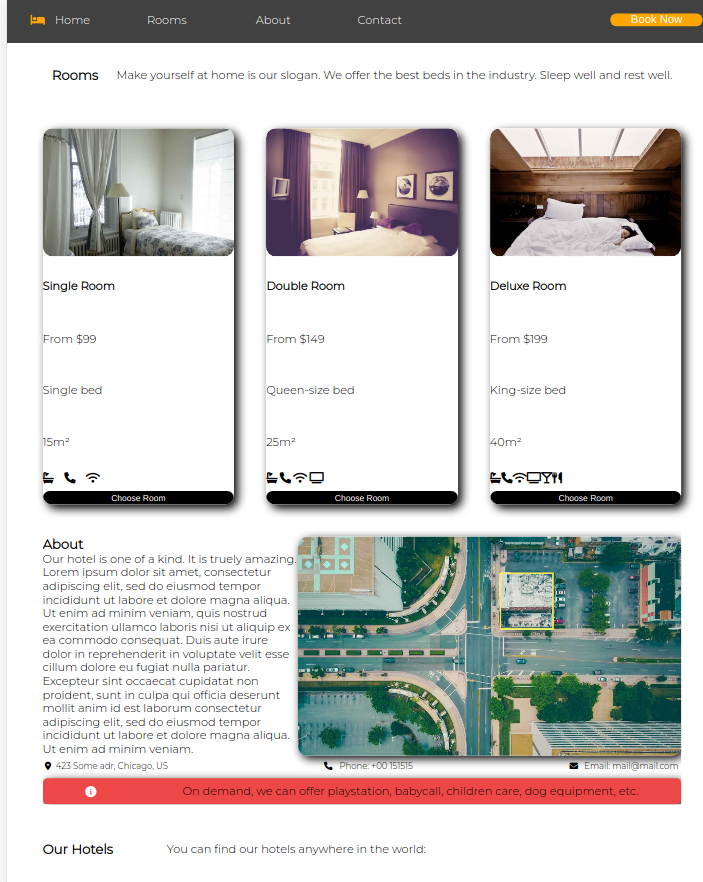 Home Rooms About Contact Book Now
Rooms Make yourself at home is our slogan. We offer the best beds in the industry. Sleep well and rest well.
Single Room
From $99
Single bed
15m²
Choose Room
Double Room
From $149
Queen-size bed
25m²
Choose Room
Deluxe Room
From $199
King-size bed
40m²
Choose Room
About
Our hotel is one of a kind. It is truely amazing.
Lorem ipsum dolor sit amet, consectetur
adipiscing elit, sed do eiusmod tempor
incididunt ut labore et dolore magna aliqua.
Ut enim ad minim veniam, quis nostrud
exercitation ullamco laboris nisi ut aliquip ex
ea commodo consequat. Duis aute irure
dolor in reprehenderit in voluptate velit esse
cillum dolore eu fugiat nulla pariatur.
Excepteur sint occaecat cupidatat non
proident, sunt in culpa qui officia deserunt
mollit anim id est laborum consectetur
adipiscing elit, sed do eiusmod tempor
incididunt ut labore et dolore magna aliqua.
Ut enim ad minim veniam.
423 Some adr, Chicago, US Phone: +00 151515 Email: mail@mail.com
On demand, we can offer playstation, babycall, children care, dog equipment, etc.
Our Hotels You can find our hotels anywhere in the world: